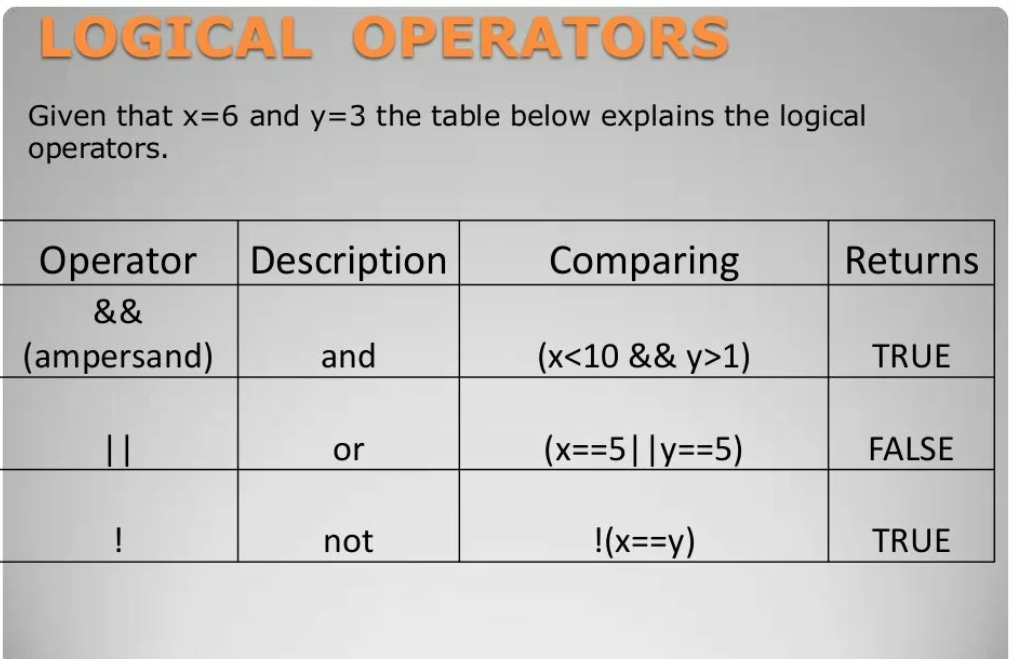 LOGICAL OPERATORS
Given that x=6 and y=3 the table below explains the logical
operators.
Operator Description Comparing Returns
&&
(ampersand) and (x<10 && y>1) TRUE
|| or (x==5||y==5) FALSE
! not !(x==y) TRUE